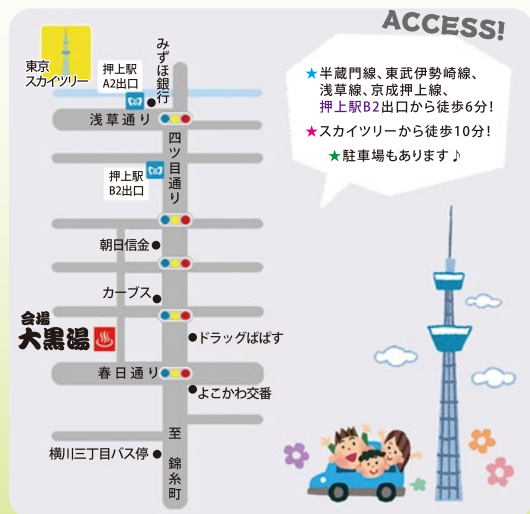 ACCESS!
★半蔵門線、東武伊勢崎線、
浅草線、京成押上線、
押上駅B2出口から徒歩6分!
★スカイツリーから徒歩10分!
★駐車場もあります♪
東京
スカイツリー
押上駅
A2出口
みずほ銀行
浅草通り
四ツ目通り
押上駅
B2出口
朝日信金
カーブス
会場
大黒湯
ドラッグぱぱす
春日通り
よこかわ交番
横川三丁目バス停
至 錦糸町